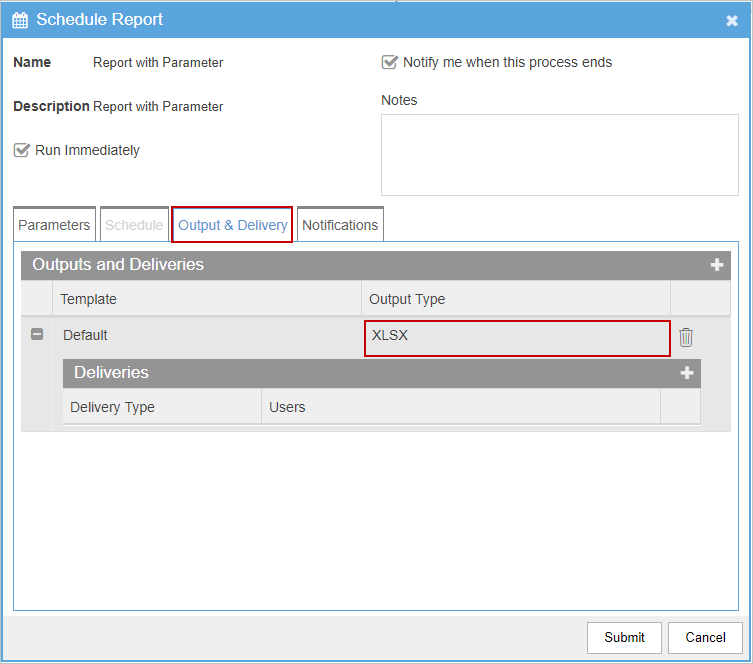 Schedule Report
Name Report with Parameter
Notify me when this process ends
Description Report with Parameter
Notes
Run Immediately
Parameters Schedule Output & Delivery Notifications
Outputs and Deliveries
Template Output Type
Default XLSX
Deliveries
Delivery Type Users
Submit Cancel